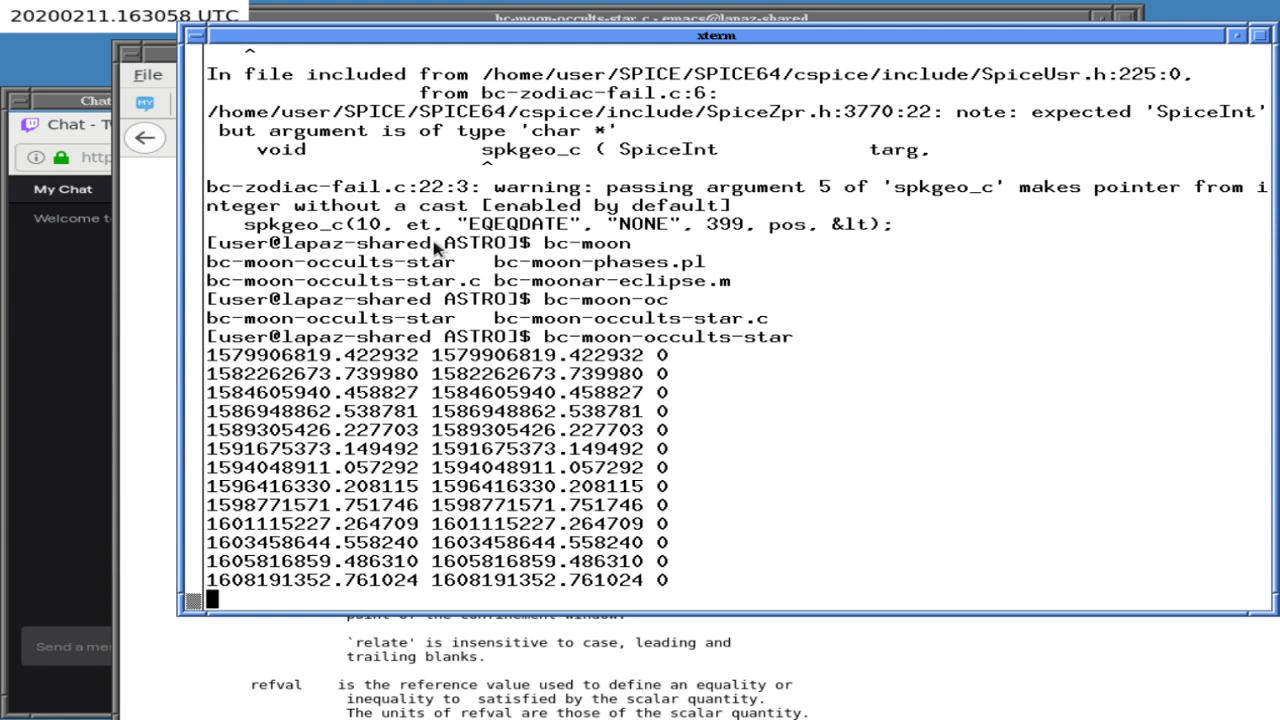 20200211.163058 UTC
bc-moon-occults-star.c - emacs@lapaz-shared
xterm
File
Chat
Chat - T
http
My Chat
Welcome t
Send a me
^
In file included from /home/user/SPICE/SPICE64/cspice/include/SpiceUsr.h:225:0,
from bc-zodiac-fail.c:6:
/home/user/SPICE/SPICE64/cspice/include/SpiceZpr.h:3770:22: note: expected 'SpiceInt'
but argument is of type 'char *'
void spkgeo_c ( SpiceInt targ,
^
bc-zodiac-fail.c:22:3: warning: passing argument 5 of 'spkgeo_c' makes pointer from i
nteger without a cast [enabled by default]
spkgeo_c(10, et, "EQEQDATE", "NONE", 399, pos, &lt);
[user@lapaz-shared ASTRO]$ bc-moon
bc-moon-occults-star bc-moon-phases.pl
bc-moon-occults-star.c bc-moonar-eclipse.m
[user@lapaz-shared ASTRO]$ bc-moon-oc
bc-moon-occults-star bc-moon-occults-star.c
[user@lapaz-shared ASTRO]$ bc-moon-occults-star
1579906819.422932 1579906819.422932 0
1582262673.739980 1582262673.739980 0
1584605940.458827 1584605940.458827 0
1586948862.538781 1586948862.538781 0
1589305426.227703 1589305426.227703 0
1591675373.149492 1591675373.149492 0
1594048911.057292 1594048911.057292 0
1596416330.208115 1596416330.208115 0
1598771571.751746 1598771571.751746 0
1601115227.264709 1601115227.264709 0
1603458644.558240 1603458644.558240 0
1605816859.486310 1605816859.486310 0
1608191352.761024 1608191352.761024 0
point of the confinement window.
`relate' is insensitive to case, leading and
trailing blanks.
refval is the reference value used to define an equality or
inequality to satisfied by the scalar quantity.
The units of refval are those of the scalar quantity.